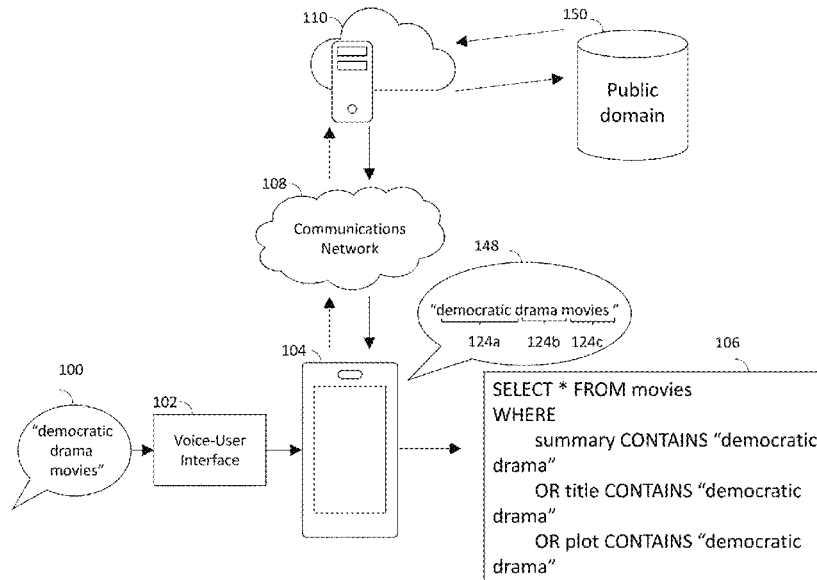 110
150
Public
domain
108
Communications
Network
148
"democratic drama movies "
124a 124b 124c
104
106
100
102
"democratic
drama
movies"
Voice-User
Interface
SELECT * FROM movies
WHERE
summary CONTAINS "democratic
drama"
OR title CONTAINS "democratic
drama"
OR plot CONTAINS "democratic
drama"